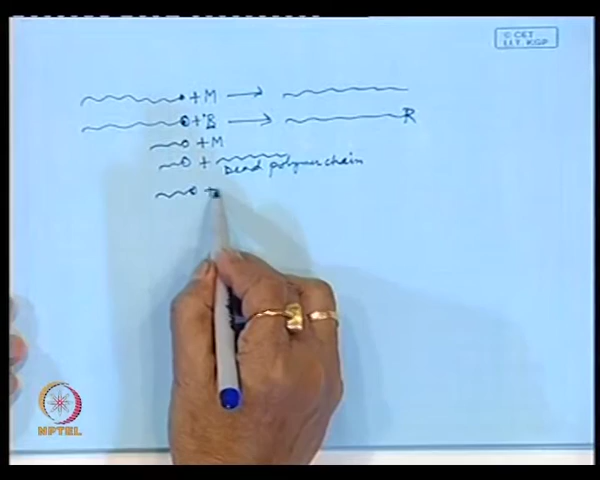 © CET
I.I.T. KGP
+ M →
+ R → R
+ M
+
Dead polymer chain
+
NPTEL